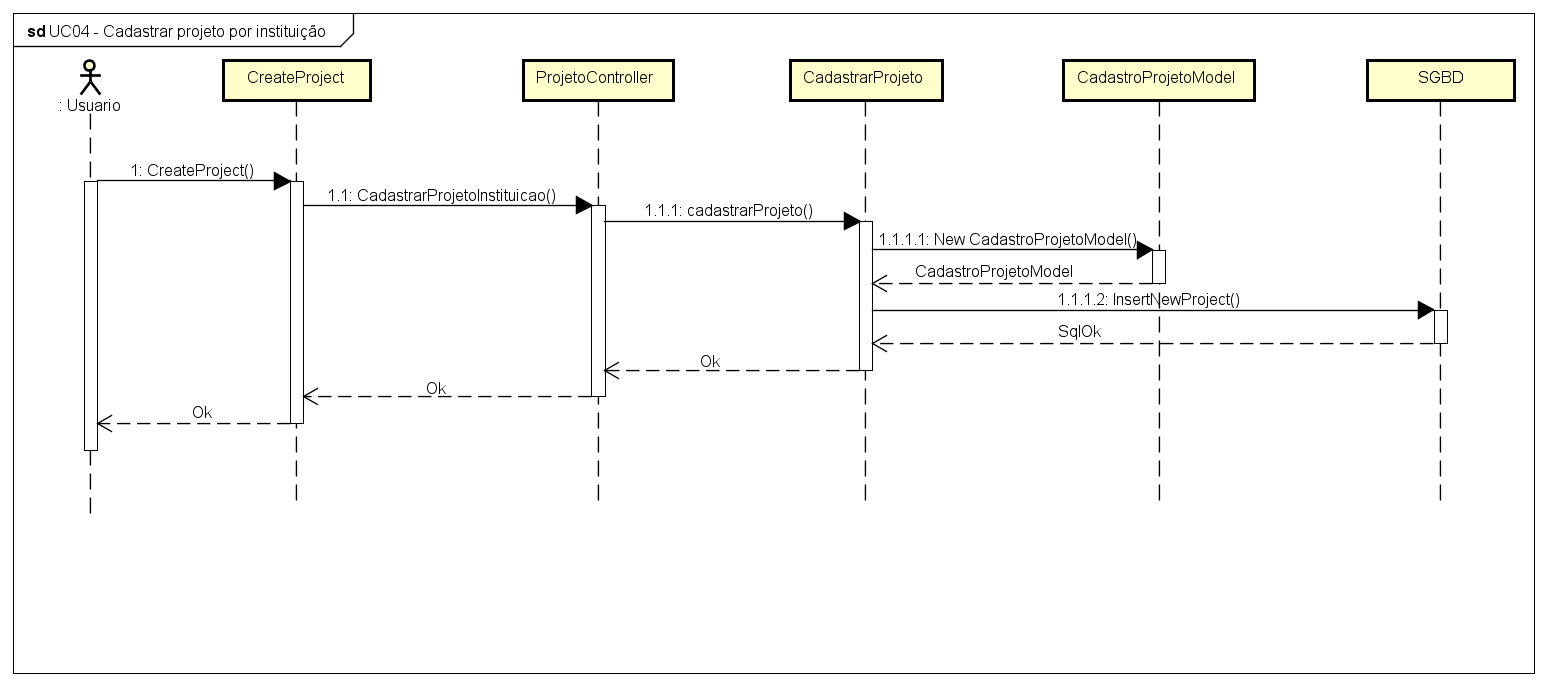 sd UC04 - Cadastrar projeto por instituição
: Usuario
CreateProject
ProjetoController
CadastrarProjeto
CadastroProjetoModel
SGBD
1: CreateProject()
1.1: CadastrarProjetoInstituicao()
1.1.1: cadastrarProjeto()
1.1.1.1: New CadastroProjetoModel()
CadastroProjetoModel
1.1.1.2: InsertNewProject()
SqlOk
Ok
Ok
Ok